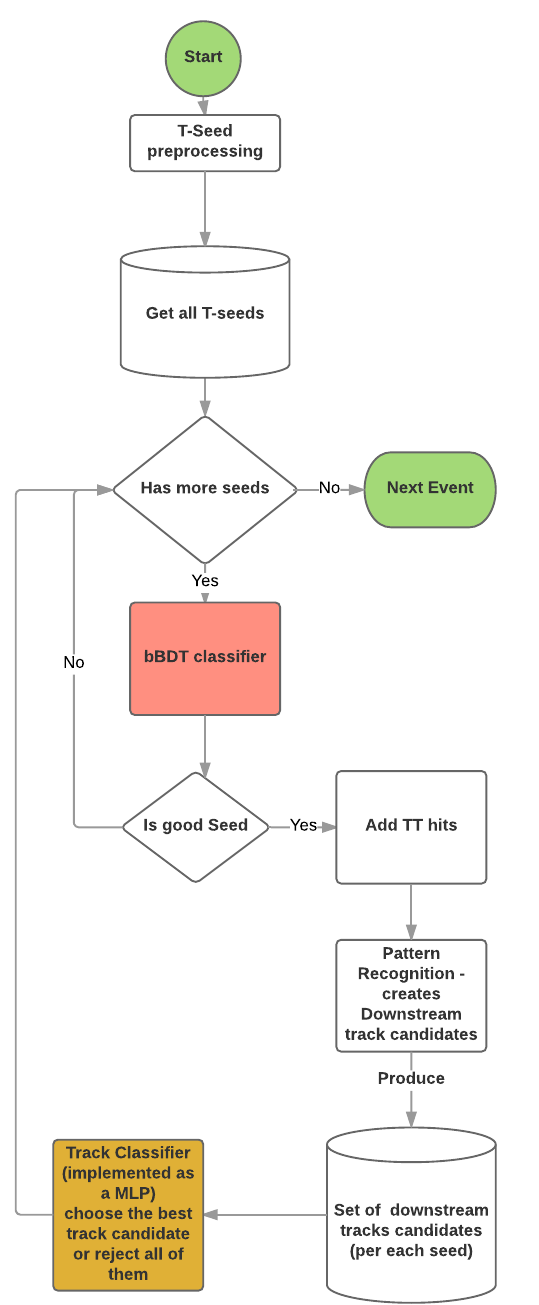 Start
T-Seed
preprocessing
Get all T-seeds
Has more seeds
No
Next Event
Yes
bBDT classifier
No
Is good Seed
Yes
Add TT hits
Pattern
Recognition -
creates
Downstream
track candidates
Produce
Set of  downstream
tracks candidates
(per each seed)
Track Classifier
(implemented as
a MLP)
choose the best
track candidate
or reject all of
them